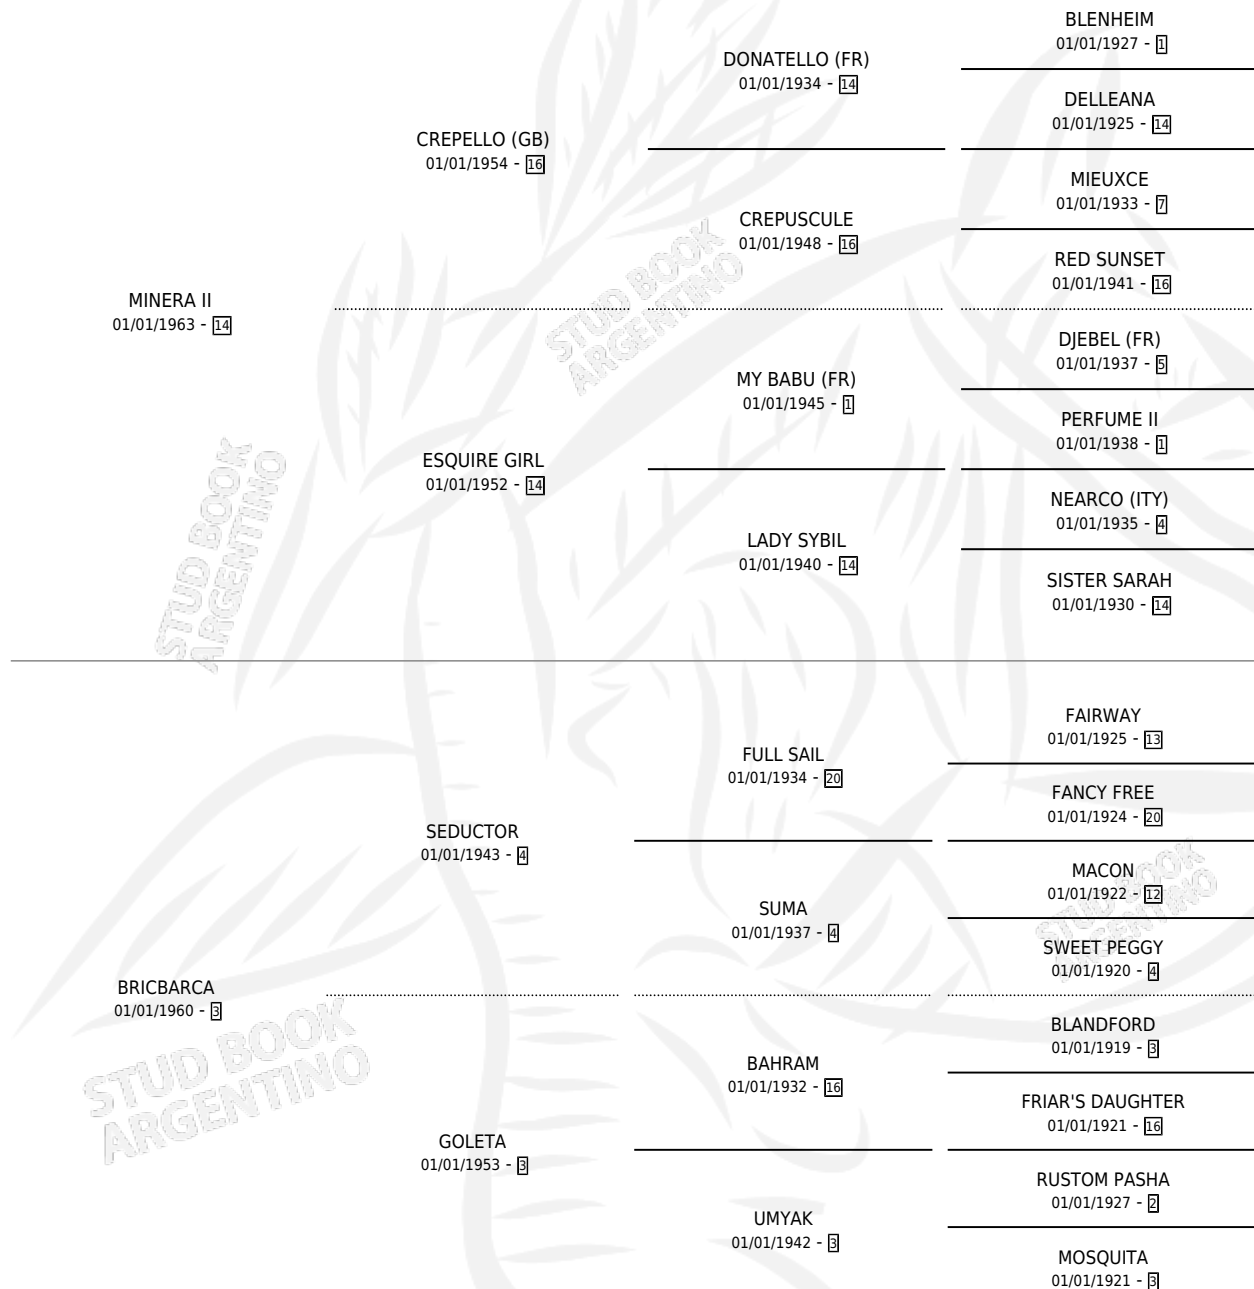 BLENHEIM
01/01/1927 - 1
DONATELLO (FR)
01/01/1934 - 14
DELLEANA
01/01/1925 - 14
CREPELLO (GB)
01/01/1954 - 16
MIEUXCE
01/01/1933 - 7
CREPUSCULE
01/01/1948 - 16
RED SUNSET
01/01/1941 - 16
MINERA II
01/01/1963 - 14
DJEBEL (FR)
01/01/1937 - 5
MY BABU (FR)
01/01/1945 - 1
PERFUME II
01/01/1938 - 1
ESQUIRE GIRL
01/01/1952 - 14
NEARCO (ITY)
01/01/1935 - 4
LADY SYBIL
01/01/1940 - 14
SISTER SARAH
01/01/1930 - 14
FAIRWAY
01/01/1925 - 13
FULL SAIL
01/01/1934 - 20
FANCY FREE
01/01/1924 - 20
SEDUCTOR
01/01/1943 - 4
MACON
01/01/1922 - 12
SUMA
01/01/1937 - 4
SWEET PEGGY
01/01/1920 - 4
BRICBARCA
01/01/1960 - 3
BLANDFORD
01/01/1919 - 3
BAHRAM
01/01/1932 - 16
FRIAR'S DAUGHTER
01/01/1921 - 16
GOLETA
01/01/1953 - 3
RUSTOM PASHA
01/01/1927 - 2
UMYAK
01/01/1942 - 3
MOSQUITA
01/01/1921 - 3
STUD BOOK
ARGENTINO
STUD BOOK
ARGENTINO
STUD BOOK
ARGENTINO
STUD BOOK
ARGENTINO